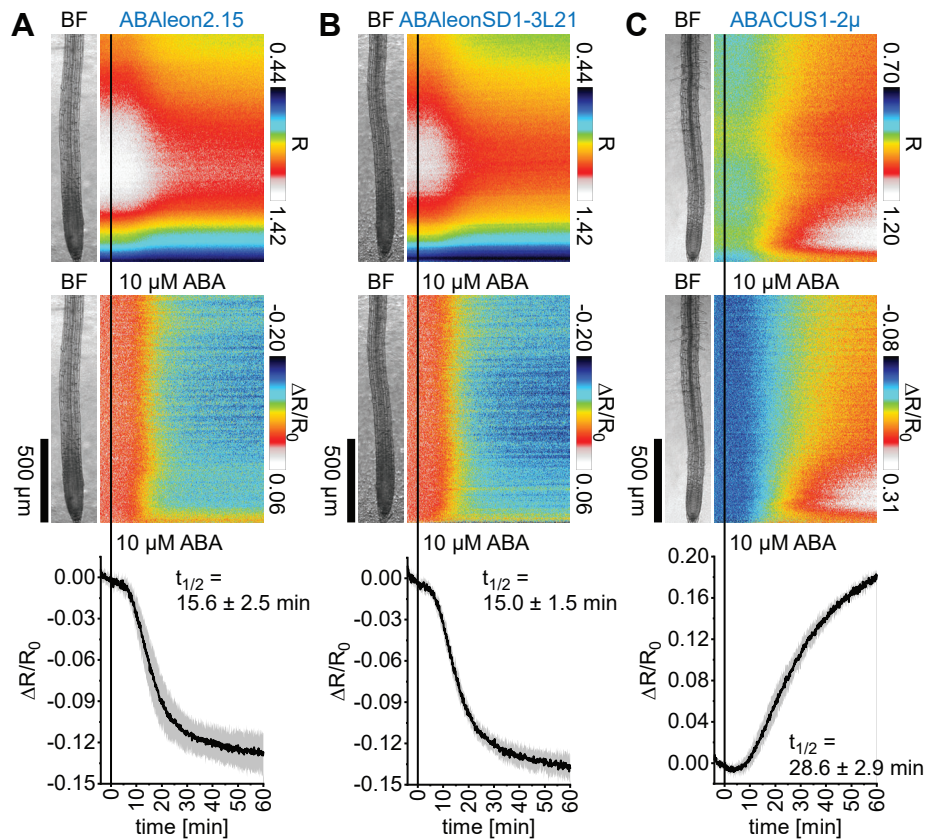 A
BF
ABAleon2.15
0.44
R
1.42
BF
10 µM ABA
-0.20
ΔR/R0
0.06
500 µm
10 µM ABA
0.00
-0.03
-0.06
-0.09
-0.12
-0.15
ΔR/R0
t1/2 =
15.6 ± 2.5 min
0
10
20
30
40
50
60
time [min]
B
BF
ABAleonSD1-3L21
0.44
R
1.42
BF
10 µM ABA
-0.20
ΔR/R0
0.06
500 µm
10 µM ABA
0.00
-0.03
-0.06
-0.09
-0.12
-0.15
ΔR/R0
t1/2 =
15.0 ± 1.5 min
0
10
20
30
40
50
60
time [min]
C
BF
ABACUS1-2µ
0.70
R
1.20
BF
10 µM ABA
-0.08
ΔR/R0
0.31
500 µm
10 µM ABA
0.20
0.16
0.12
0.08
0.04
0.00
ΔR/R0
t1/2 =
28.6 ± 2.9 min
0
10
20
30
40
50
60
time [min]